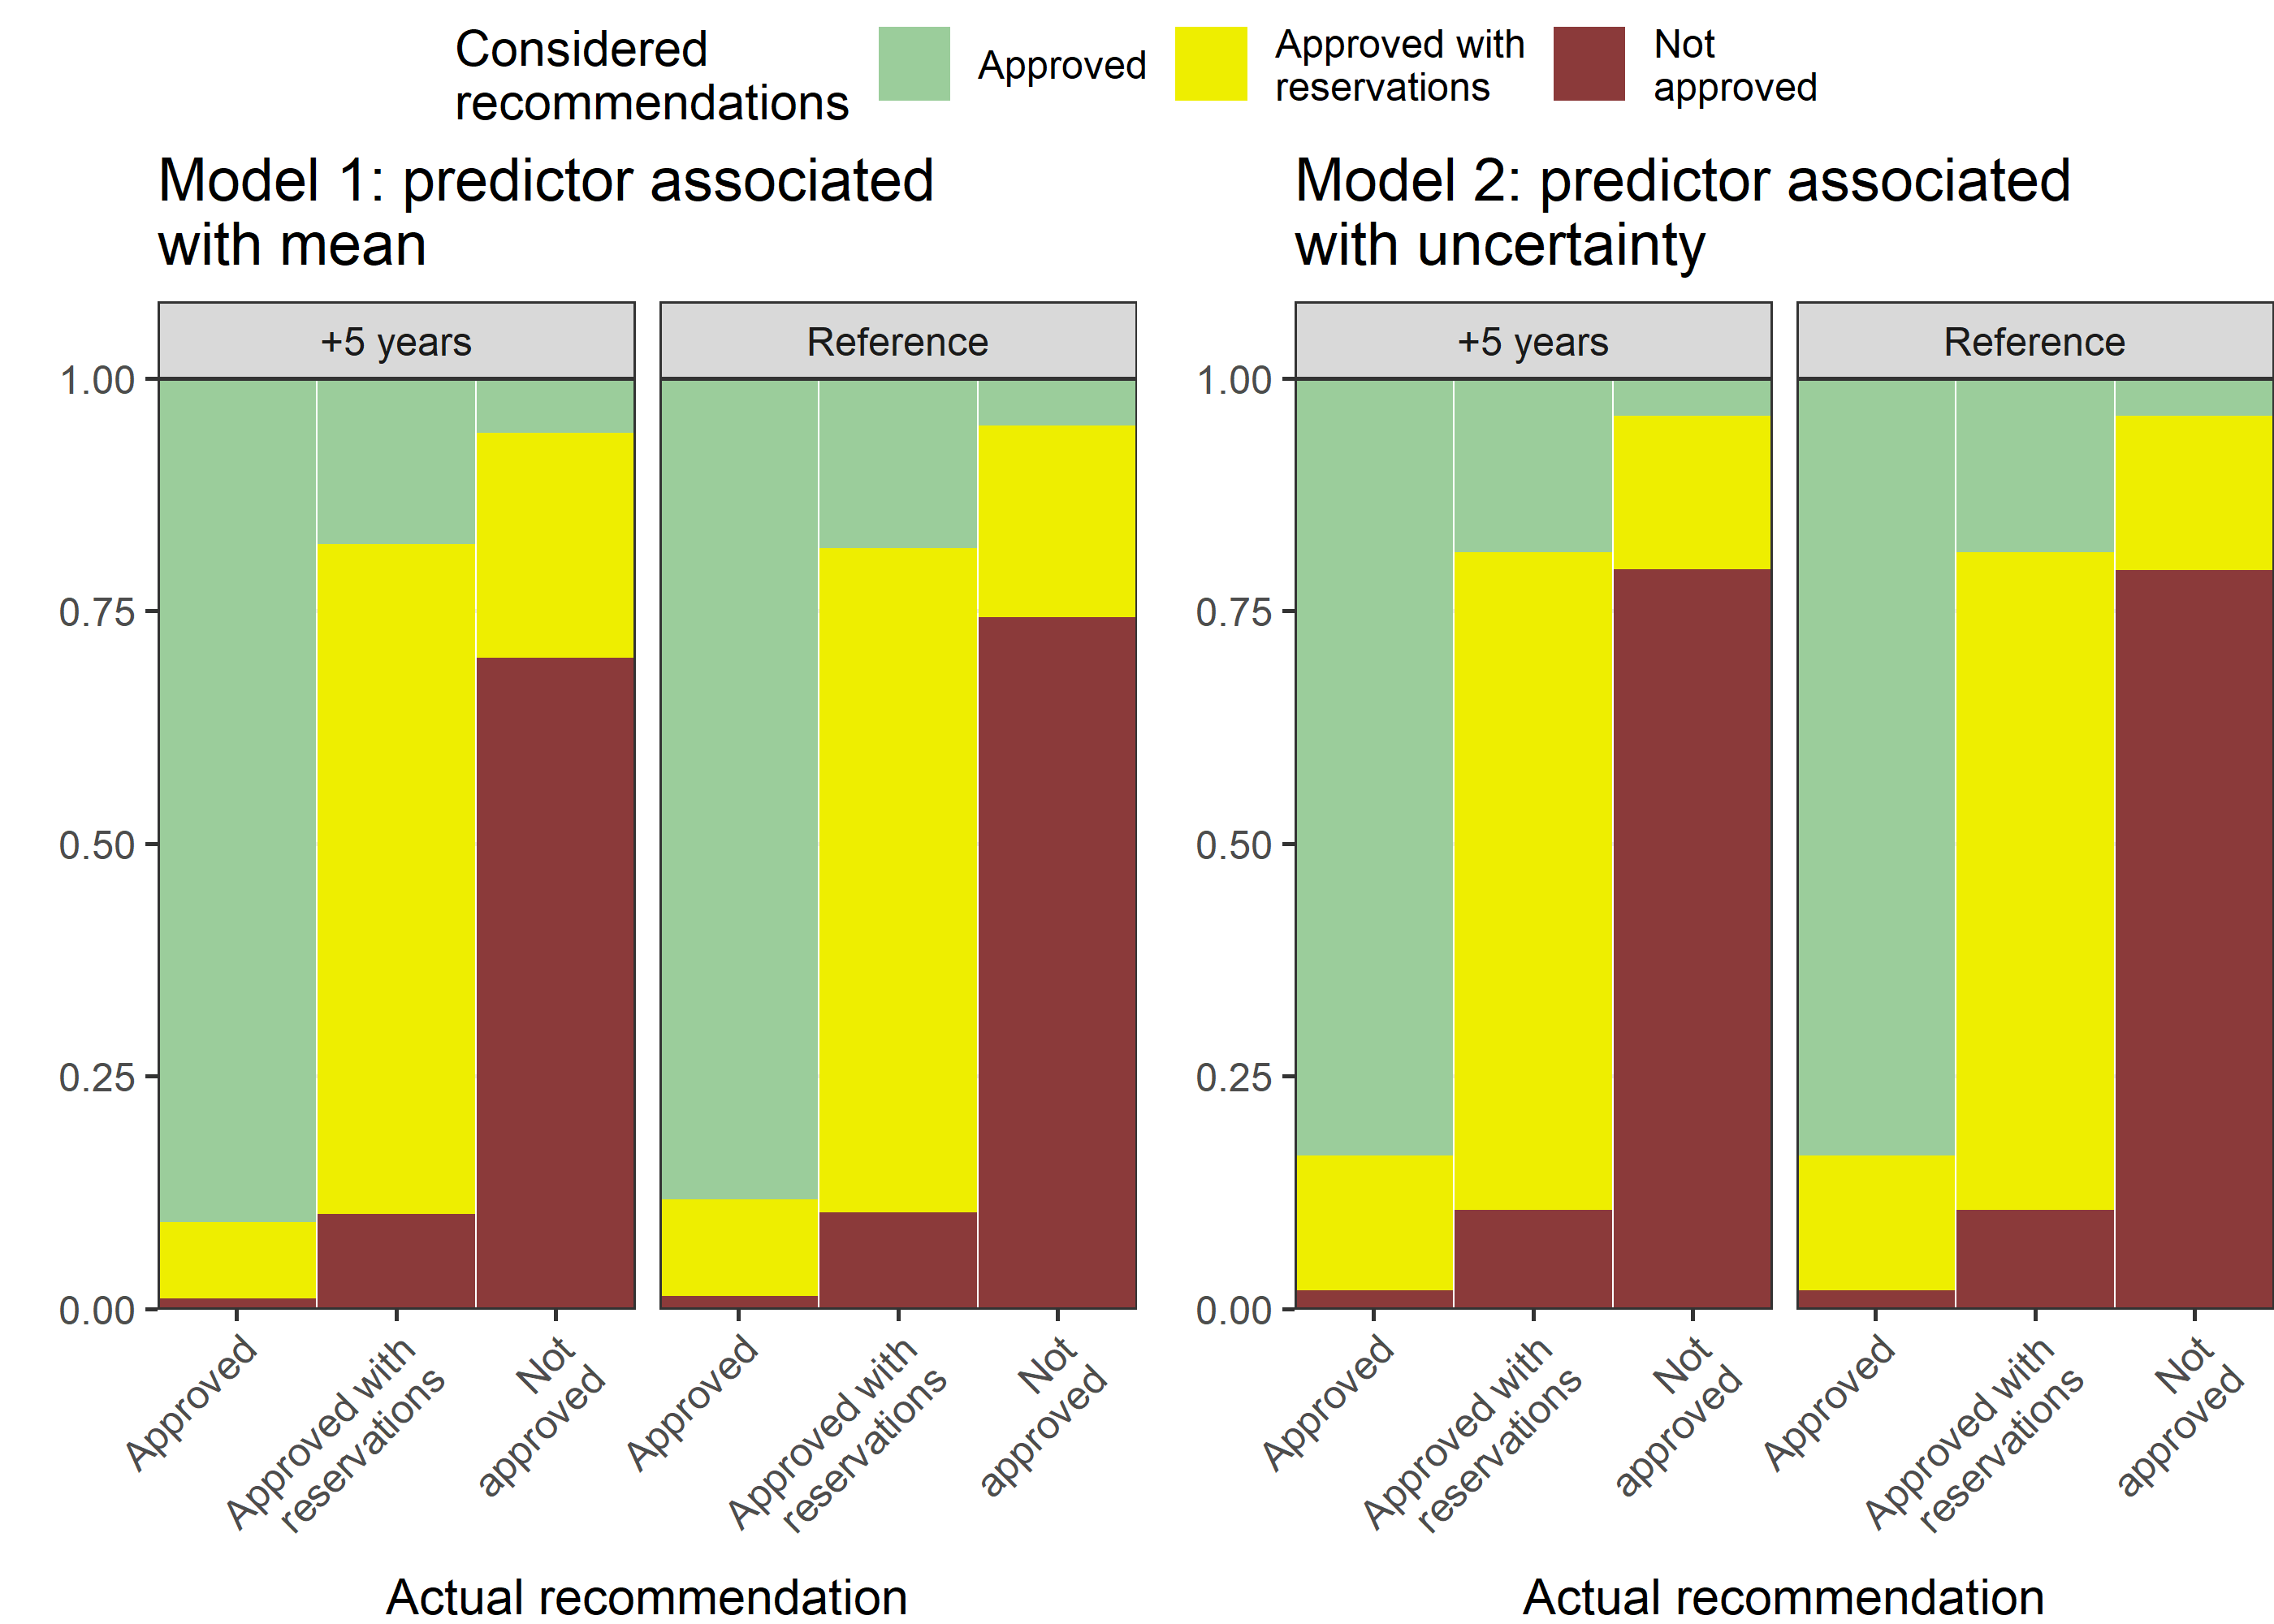 Considered
recommendations
Approved
Approved with
reservations
Not
approved
Model 1: predictor associated
with mean
+5 years
Reference
1.00
0.75
0.50
0.25
0.00
Approved
Approved with
reservations
Not
approved
Approved
Approved with
reservations
Not
approved
Actual recommendation
Model 2: predictor associated
with uncertainty
+5 years
Reference
1.00
0.75
0.50
0.25
0.00
Approved
Approved with
reservations
Not
approved
Approved
Approved with
reservations
Not
approved
Actual recommendation